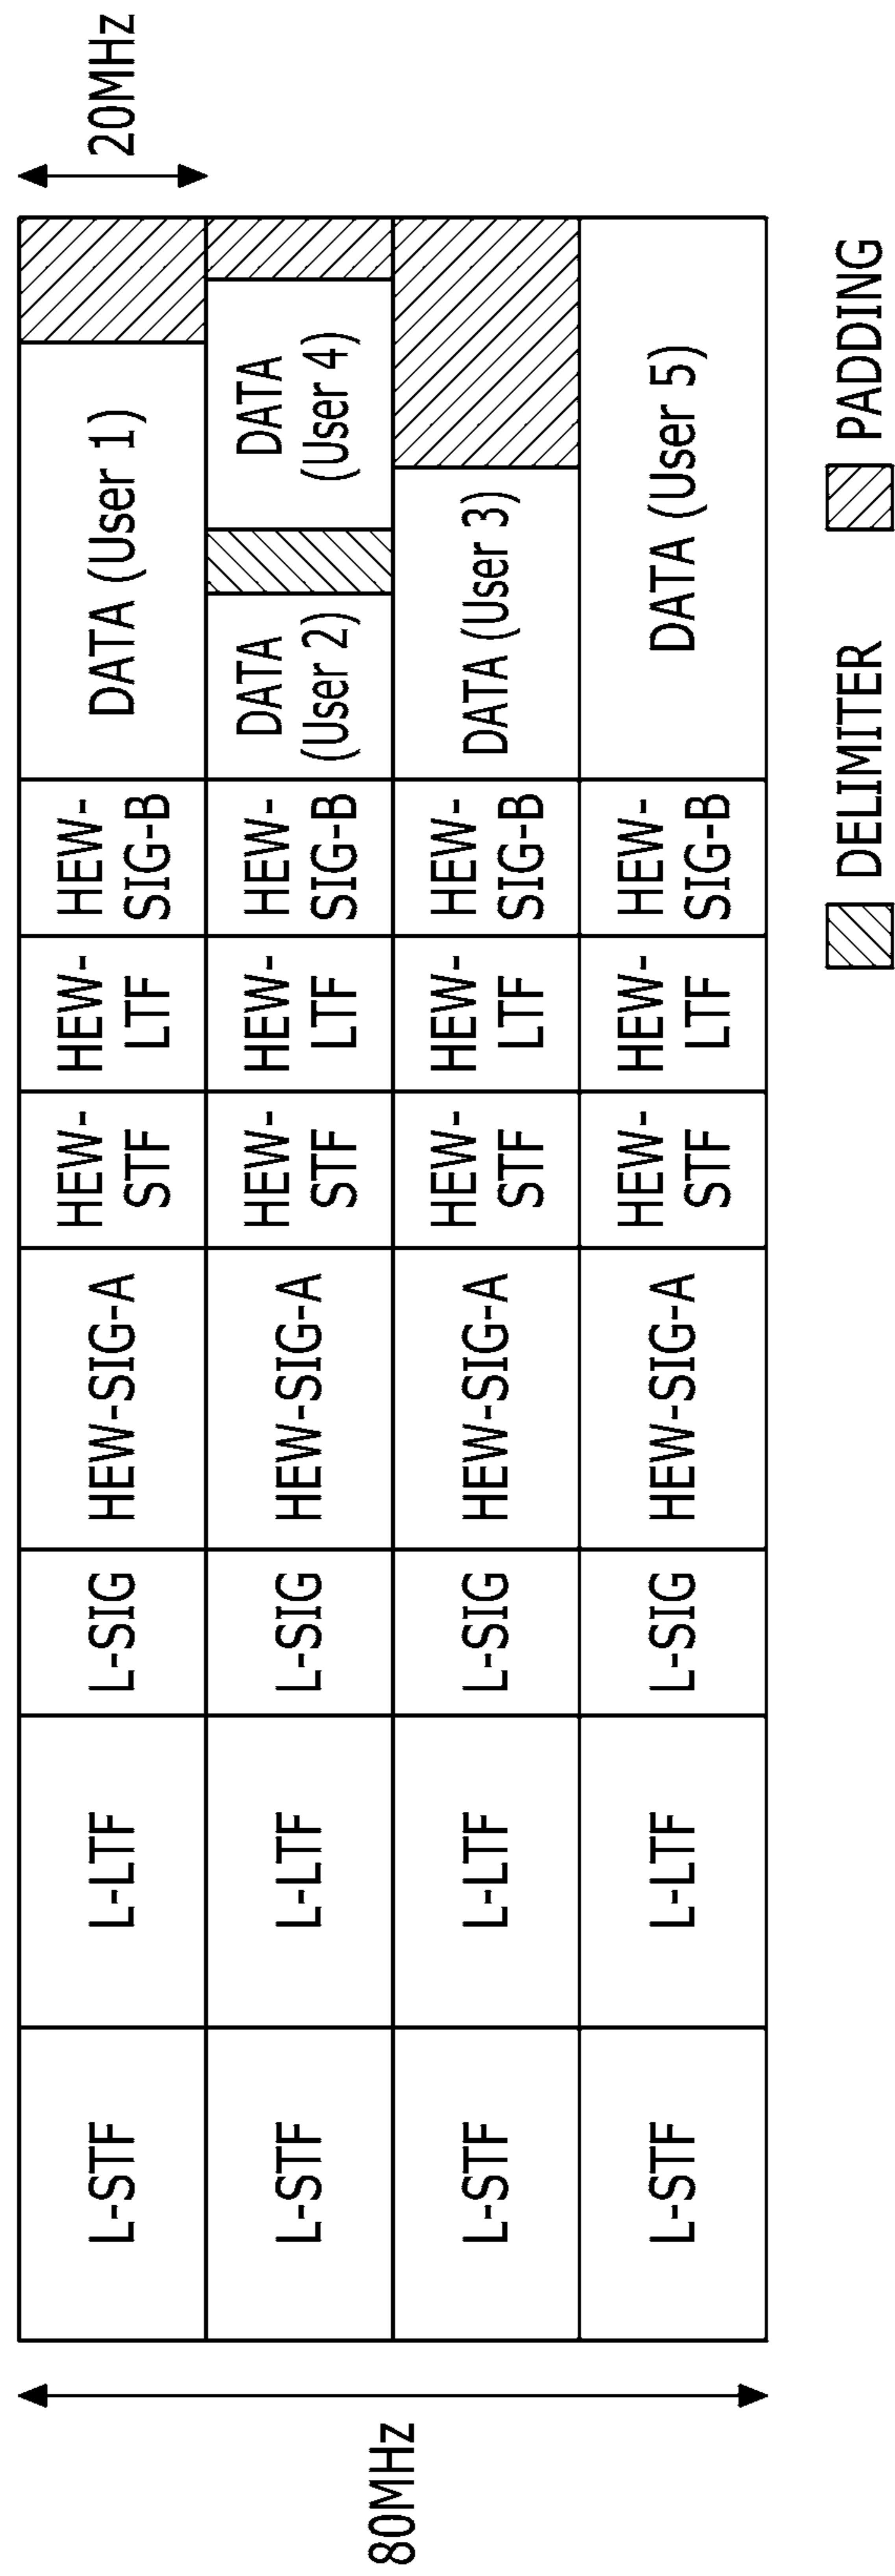 80MHz
20MHz
L-STF
L-LTF
L-SIG
HEW-SIG-A
HEW-
STF
HEW-
LTF
HEW-
SIG-B
DATA (User 1)
L-STF
L-LTF
L-SIG
HEW-SIG-A
HEW-
STF
HEW-
LTF
HEW-
SIG-B
DATA
(User 2)
DATA
(User 4)
L-STF
L-LTF
L-SIG
HEW-SIG-A
HEW-
STF
HEW-
LTF
HEW-
SIG-B
DATA (User 3)
L-STF
L-LTF
L-SIG
HEW-SIG-A
HEW-
STF
HEW-
LTF
HEW-
SIG-B
DATA (User 5)
DELIMITER
PADDING